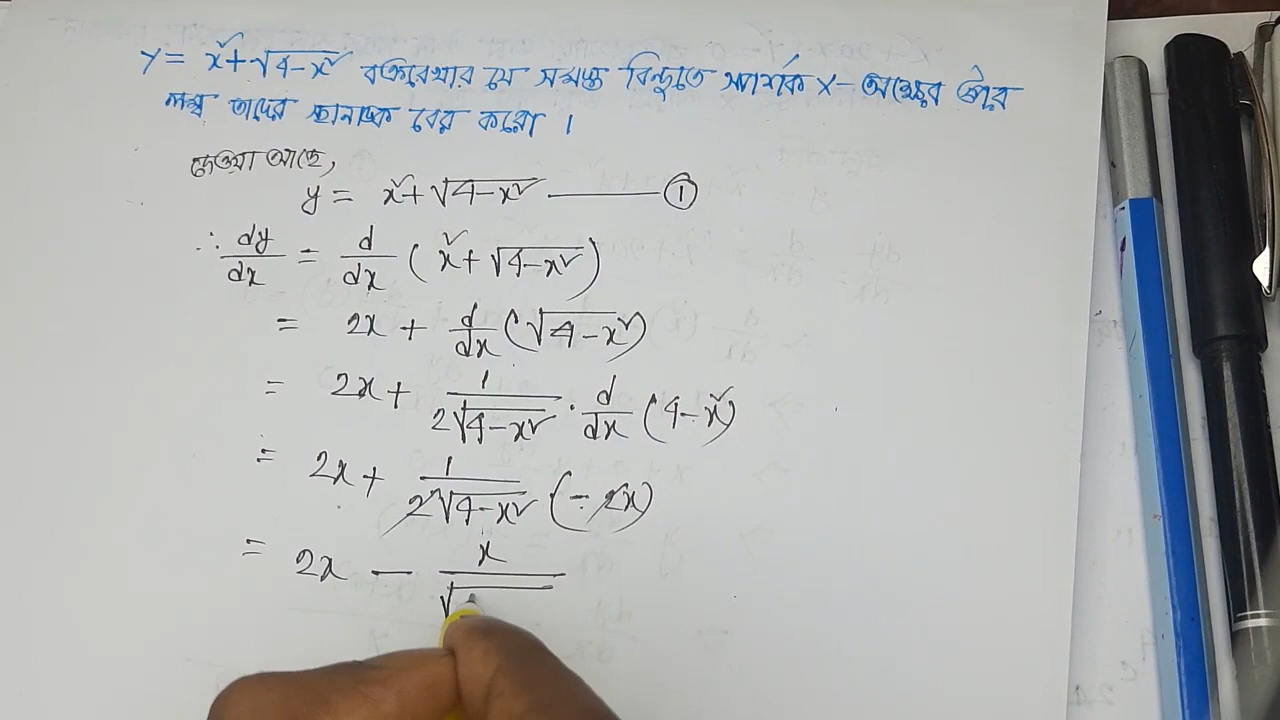 y = x² + √4-x² বক্ররেখার যে সমস্ত বিন্দুতে স্পর্শক x-অক্ষের উপর
লম্ব তাদের স্থানাঙ্ক বের করো ।
দেওয়া আছে,
y = x² + √4-x² ——— ①
∴ dy/dx = d/dx (x² + √4-x²)
= 2x + d/dx (√4-x²)
= 2x + 1/2√4-x² · d/dx (4-x²)
= 2x + 1/2√4-x² (-2x)
= 2x - x/√